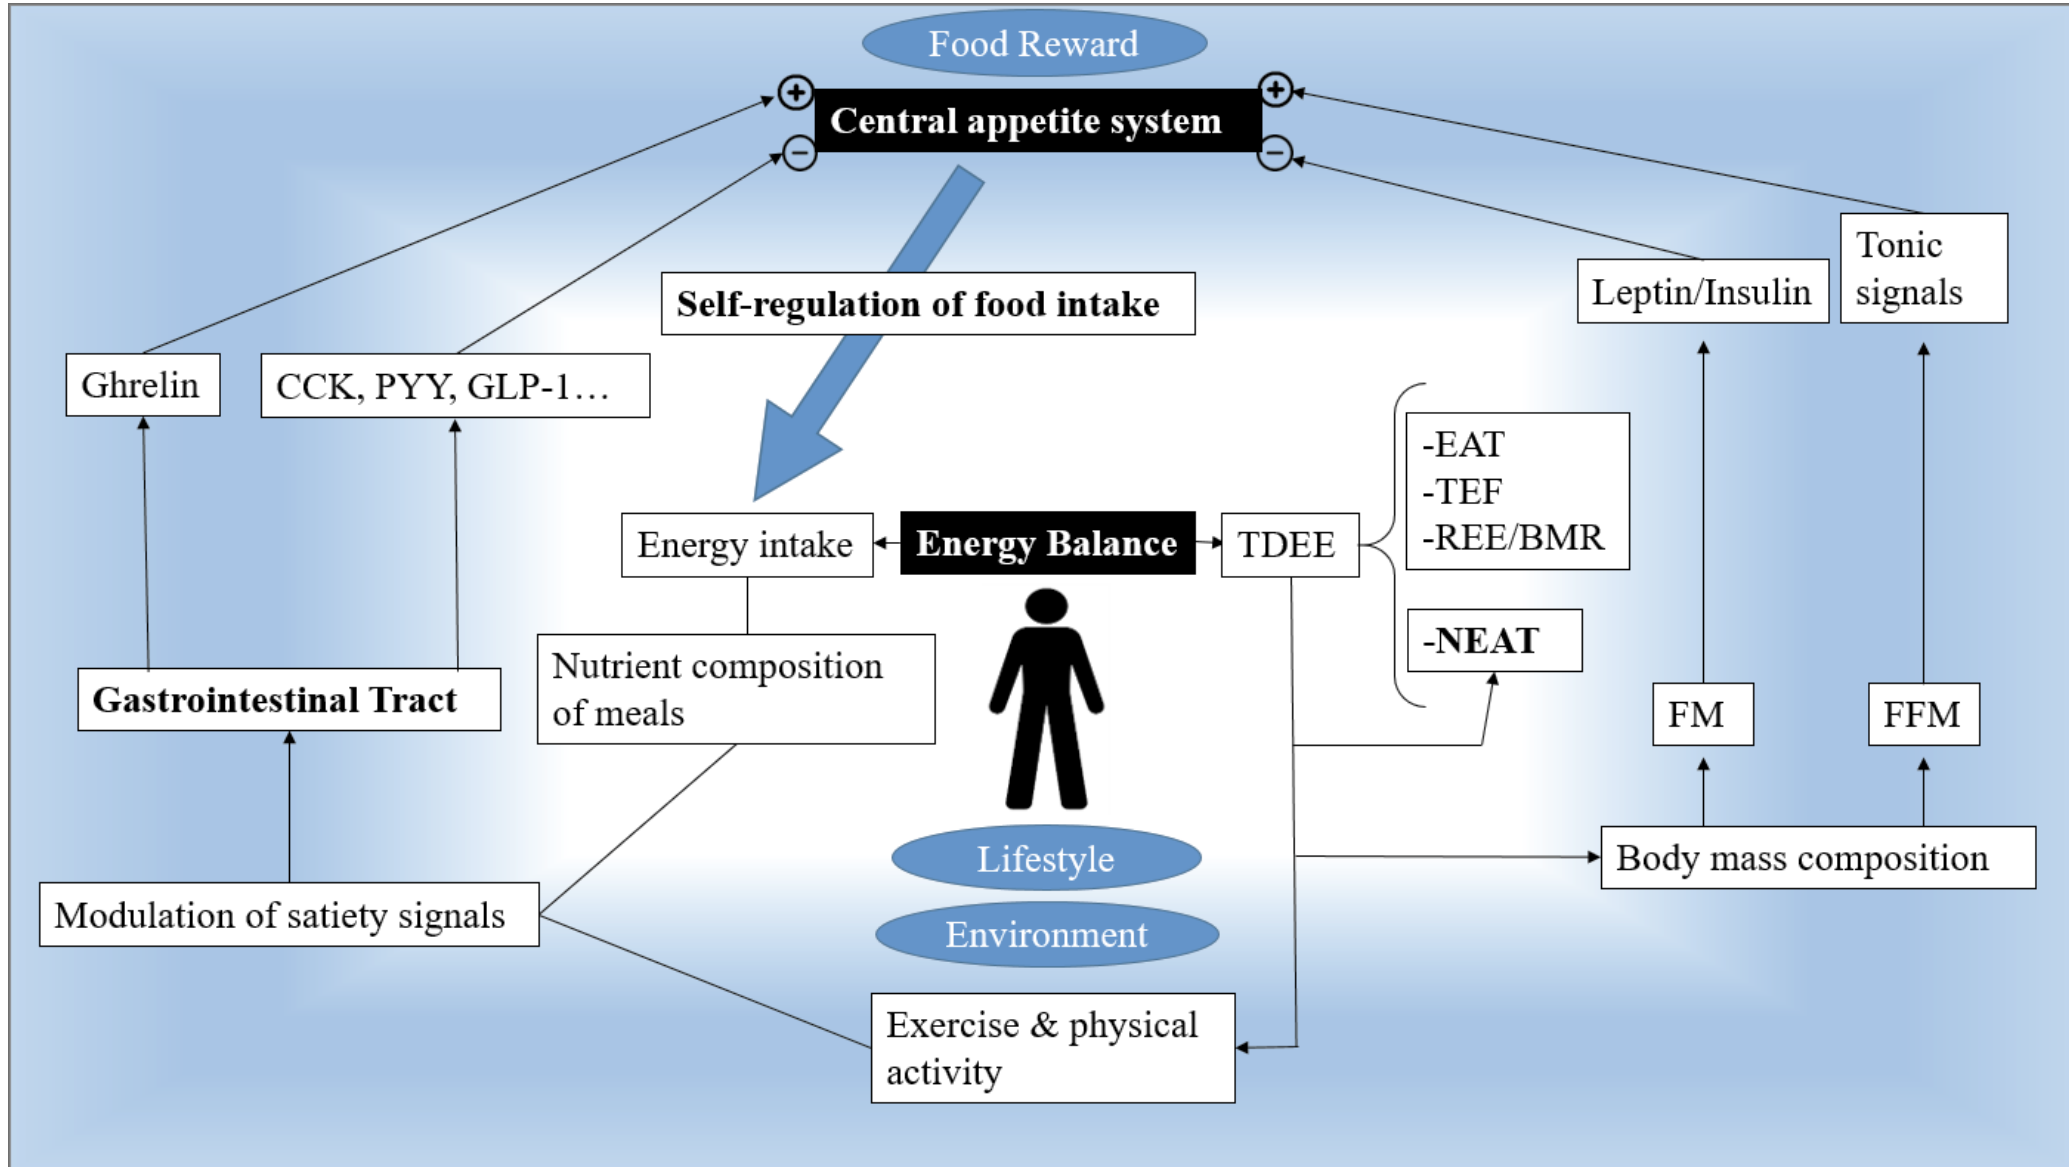 Food Reward
+
+
Central appetite system
−
−
Tonic
signals
Leptin/Insulin
Self-regulation of food intake
Ghrelin
CCK, PYY, GLP-1…
-EAT
-TEF
-REE/BMR
Energy intake
Energy Balance
TDEE
-NEAT
Nutrient composition
of meals
Gastrointestinal Tract
FM
FFM
Lifestyle
Body mass composition
Modulation of satiety signals
Environment
Exercise & physical
activity